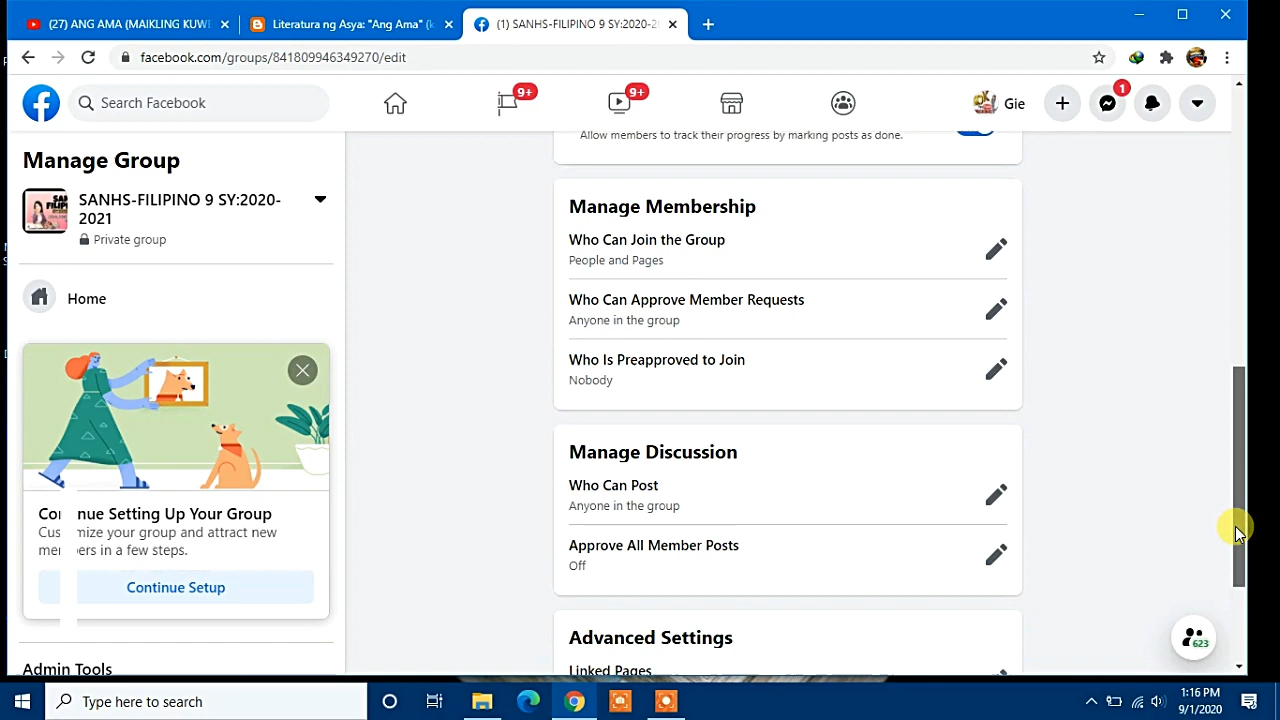 (27) ANG AMA (MAIKLING KUW
Literatura ng Asya: "Ang Ama" (k
(1) SANHS-FILIPINO 9 SY:2020-2
facebook.com/groups/841809946349270/edit
Search Facebook
9+
9+
Gie
1
Manage Group
SANHS-FILIPINO 9 SY:2020-
2021
Private group
Home
Continue Setting Up Your Group
Customize your group and attract new
members in a few steps.
Continue Setup
Admin Tools
Allow members to track their progress by marking posts as done.
Manage Membership
Who Can Join the Group
People and Pages
Who Can Approve Member Requests
Anyone in the group
Who Is Preapproved to Join
Nobody
Manage Discussion
Who Can Post
Anyone in the group
Approve All Member Posts
Off
Advanced Settings
Linked Pages
623
Type here to search
1:16 PM
9/1/2020